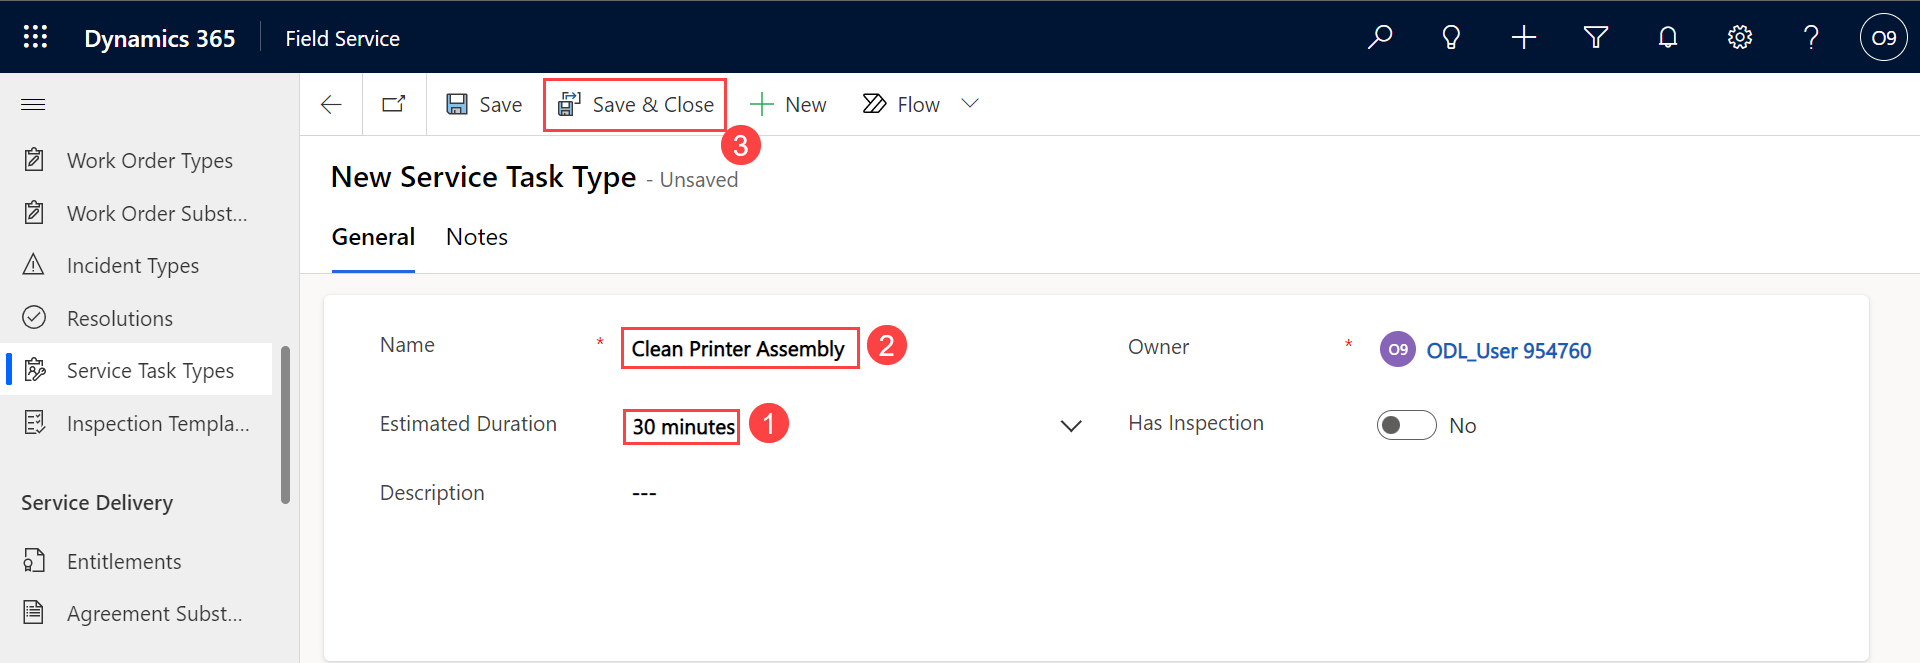 Dynamics 365
Field Service
O9
Save
Save & Close
New
Flow
3
Work Order Types
Work Order Subst...
Incident Types
Resolutions
Service Task Types
Inspection Templa...
Service Delivery
Entitlements
Agreement Subst...
New Service Task Type - Unsaved
General
Notes
Name * Clean Printer Assembly 2
Owner * O9 ODL_User 954760
Estimated Duration 30 minutes 1
Has Inspection No
Description ---